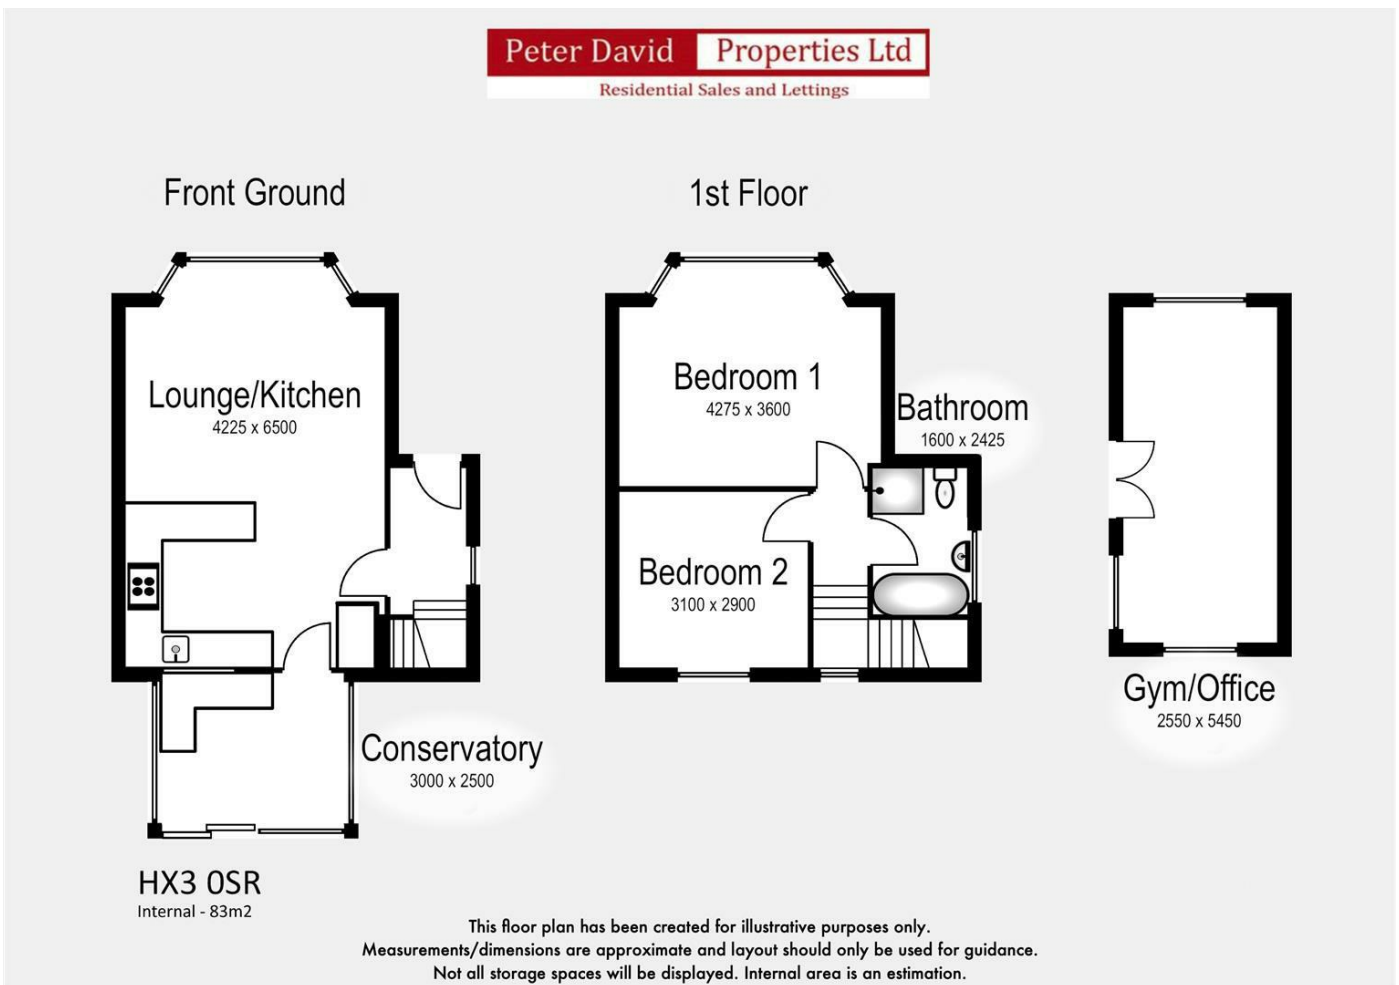 Peter David Properties Ltd
Residential Sales and Lettings
Front Ground
1st Floor
Lounge/Kitchen
4225 x 6500
Bedroom 1
4275 x 3600
Bathroom
1600 x 2425
Bedroom 2
3100 x 2900
Gym/Office
2550 x 5450
Conservatory
3000 x 2500
HX3 0SR
Internal - 83m2
This floor plan has been created for illustrative purposes only.
Measurements/dimensions are approximate and layout should only be used for guidance.
Not all storage spaces will be displayed. Internal area is an estimation.